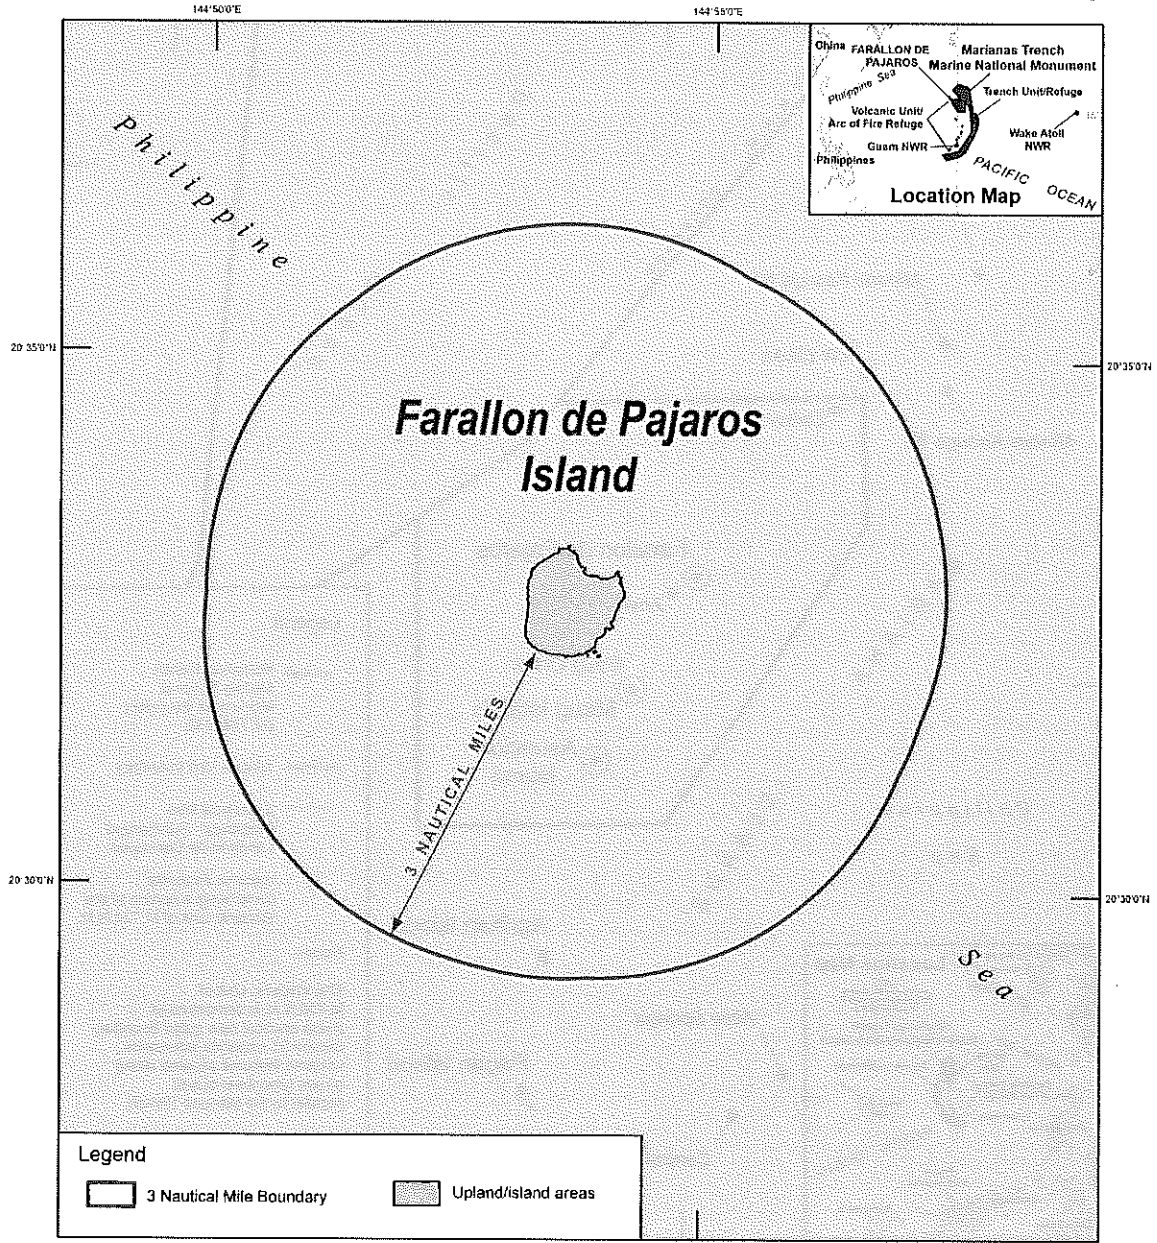 144°50'0"E
144°55'0"E
China
FARALLON DE
PAJAROS
Marianas Trench
Marine National Monument
Philippine Sea
Trench Unit/Refuge
Volcanic Unit/
Arc of Fire Refuge
Wake Atoll
NWR
Guam NWR
Philippines
PACIFIC OCEAN
Location Map
Philippine
20°35'0"N
20°35'0"N
Farallon de Pajaros
Island
3 NAUTICAL MILES
20°30'0"N
20°30'0"N
Sea
Legend
3 Nautical Mile Boundary
Upland/island areas